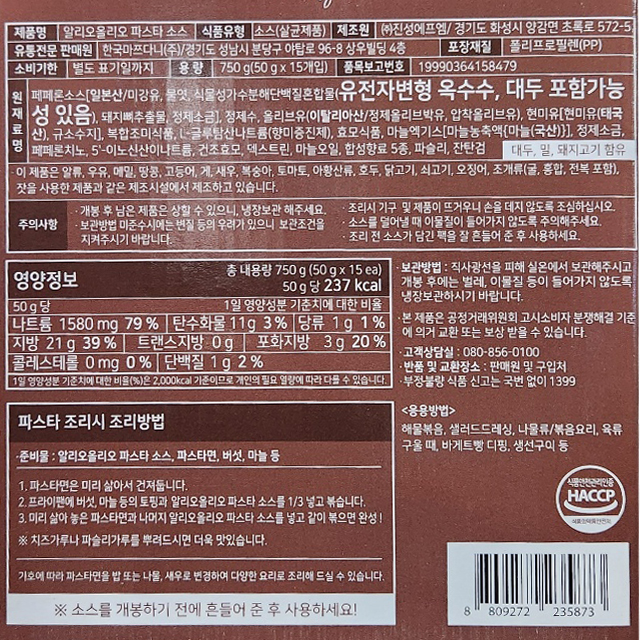 제품명 알리오올리오 파스타 소스 식품유형 소스(살균제품) 제조원 ㈜진성에프엠/ 경기도 화성시 양감면 초록로 572-5
유통전문 판매원 한국마쯔다니(주)/경기도 성남시 분당구 야탑로 96-8 상우빌딩 4층 포장재질 폴리프로필렌(PP)
소비기한 별도 표기일까지 용량 750 g(50 g x 15개입) 품목보고번호 19990364158479
원재료명 페페론소스[일본산/미강유, 물엿, 식물성가수분해단백질혼합물(유전자변형 옥수수, 대두 포함가능
성 있음), 돼지뼈추출물, 정제소금], 정제수, 올리브유(이탈리아산/정제올리브유, 압착올리브유), 현미유[현미유(태국
산), 규소수지], 복합조미식품, L-글루탐산나트륨(향미증진제), 효모식품, 마늘엑기스[마늘농축액{마늘(국산)}], 정제소금,
페페론치노, 5'-이노신산이나트륨, 건조효모, 덱스트린, 마늘오일, 합성향료 5종, 파슬리, 잔탄검 대두, 밀, 돼지고기 함유
· 이 제품은 알류, 우유, 메밀, 땅콩, 고등어, 게, 새우, 복숭아, 토마토, 아황산류, 호두, 닭고기, 쇠고기, 오징어, 조개류(굴, 홍합, 전복 포함),
잣을 사용한 제품과 같은 제조시설에서 제조하고 있습니다.
주의사항
· 개봉 후 남은 제품은 상할 수 있으니, 냉장보관 해주세요.
· 보관방법 미준수시에는 변질 등의 우려가 있으니 보관조건을
지켜주시기 바랍니다.
· 조리시 기구 및 제품이 뜨거우니 손을 데지 않도록 조심하십시오.
· 소스를 덜어낼 때 이물질이 들어가지 않도록 주의해주세요.
· 조리 전 소스가 담긴 팩을 잘 흔들어 준 후 사용하세요.
영양정보 총 내용량 750 g (50 g x 15 ea)
50 g 당 237 kcal
50 g 당 1일 영양성분 기준치에 대한 비율
나트륨 1580 mg 79 % 탄수화물 11g 3 % 당류 1 g 1 %
지방 21 g 39 % 트랜스지방 0 g 포화지방 3 g 20 %
콜레스테롤 0 mg 0 % 단백질 1 g 2 %
1일 영양성분 기준치에 대한 비율(%)은 2,000kcal 기준이므로 개인의 필요 열량에 따라 다를 수 있습니다.
· 보관방법 : 직사광선을 피해 실온에서 보관해주시고
개봉 후에는 벌레, 이물질 등이 들어가지 않도록
냉장보관하시기 바랍니다.
· 본 제품은 공정거래위원회 고시소비자 분쟁해결 기준
에 의거 교환 또는 보상 받을 수 있습니다.
· 고객상담실 : 080-856-0100
· 반품 및 교환장소 : 판매원 및 구입처
· 부정불량 식품 신고는 국번 없이 1399
<응용방법>
해물볶음, 샐러드드레싱, 나물류/볶음요리, 육류
구울 때, 바게트빵 디핑, 생선구이 등
파스타 조리시 조리방법
·준비물 : 알리오올리오 파스타 소스, 파스타면, 버섯, 마늘 등
1. 파스타면은 미리 삶아서 건져둡니다.
2. 프라이팬에 버섯, 마늘 등의 토핑과 알리오올리오 파스타 소스를 1/3 넣고 볶습니다.
3. 미리 삶아 놓은 파스타면과 나머지 알리오올리오 파스타 소스를 넣고 같이 볶으면 완성!
※ 치즈가루나 파슬리가루를 뿌려드시면 더욱 맛있습니다.
기호에 따라 파스타면을 밥 또는 나물, 새우로 변경하여 다양한 요리로 조리해 드실 수 있습니다.
※ 소스를 개봉하기 전에 흔들어 준 후 사용하세요!
식품안전관리인증
HACCP
식품의약품안전처
8 809272 235873